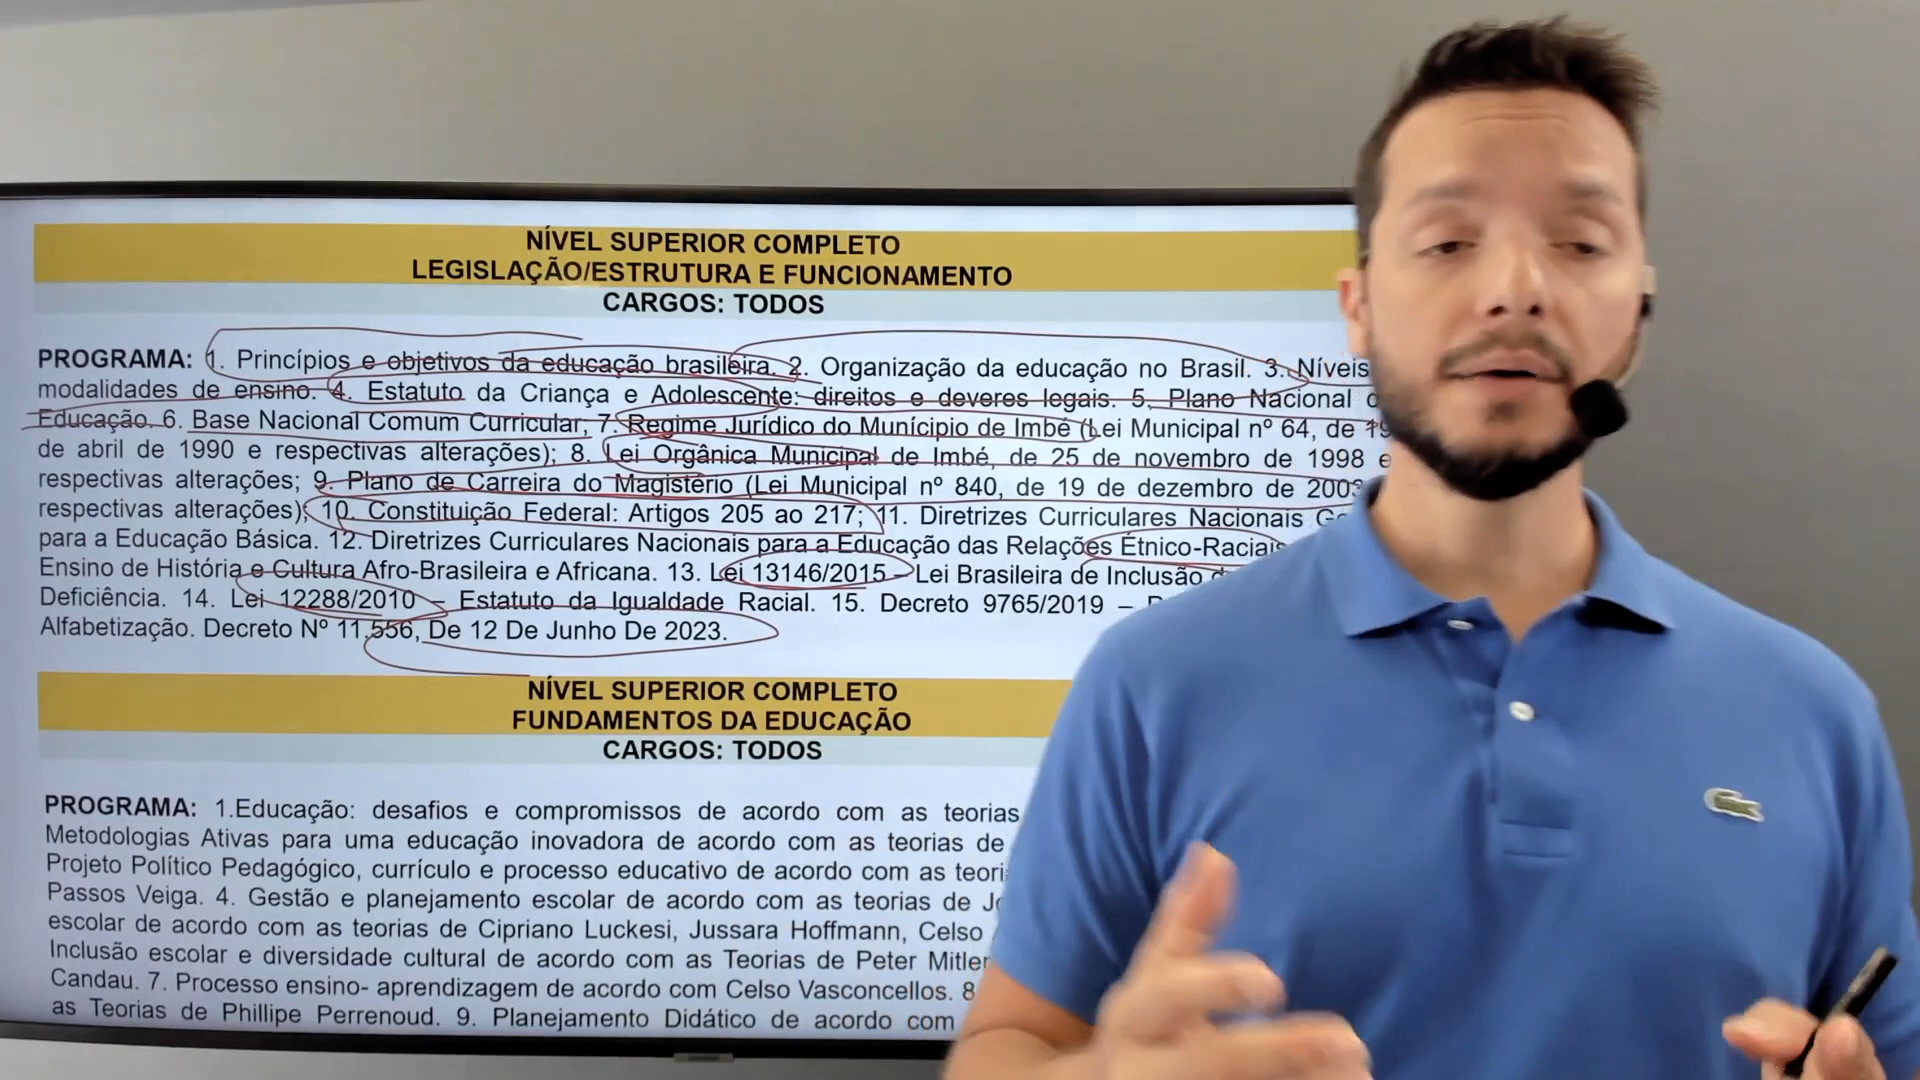 NÍVEL SUPERIOR COMPLETO
LEGISLAÇÃO/ESTRUTURA E FUNCIONAMENTO
CARGOS: TODOS
PROGRAMA: 1. Princípios e objetivos da educação brasileira. 2. Organização da educação no Brasil. 3. Níveis
modalidades de ensino. 4. Estatuto da Criança e Adolescente: direitos e deveres legais. 5. Plano Nacional
Educação. 6. Base Nacional Comum Curricular; 7. Regime Jurídico do Munícipio de Imbé (Lei Municipal nº 64, de 19
de abril de 1990 e respectivas alterações); 8. Lei Orgânica Municipal de Imbé, de 25 de novembro de 1998 e
respectivas alterações; 9. Plano de Carreira do Magistério (Lei Municipal nº 840, de 19 de dezembro de 2003
respectivas alterações); 10. Constituição Federal: Artigos 205 ao 217; 11. Diretrizes Curriculares Nacionais
para a Educação Básica. 12. Diretrizes Curriculares Nacionais para a Educação das Relações Étnico-Raciais
Ensino de História e Cultura Afro-Brasileira e Africana. 13. Lei 13146/2015 – Lei Brasileira de Inclusão
Deficiência. 14. Lei 12288/2010 – Estatuto da Igualdade Racial. 15. Decreto 9765/2019 –
Alfabetização. Decreto Nº 11.556, De 12 De Junho De 2023.
NÍVEL SUPERIOR COMPLETO
FUNDAMENTOS DA EDUCAÇÃO
CARGOS: TODOS
PROGRAMA: 1.Educação: desafios e compromissos de acordo com as teorias
Metodologias Ativas para uma educação inovadora de acordo com as teorias de
Projeto Político Pedagógico, currículo e processo educativo de acordo com as
Passos Veiga. 4. Gestão e planejamento escolar de acordo com as teorias de
escolar de acordo com as teorias de Cipriano Luckesi, Jussara Hoffmann, Celso
Inclusão escolar e diversidade cultural de acordo com as Teorias de Peter Mitler
Candau. 7. Processo ensino- aprendizagem de acordo com Celso Vasconcellos. 8
as Teorias de Phillipe Perrenoud. 9. Planejamento Didático de acordo com